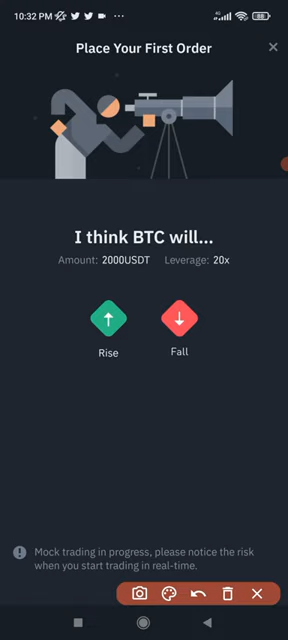 10:32 PM ... 88
Place Your First Order
I think BTC will...
Amount: 2000USDT Leverage: 20x
Rise Fall
Mock trading in progress, please notice the risk
when you start trading in real-time.